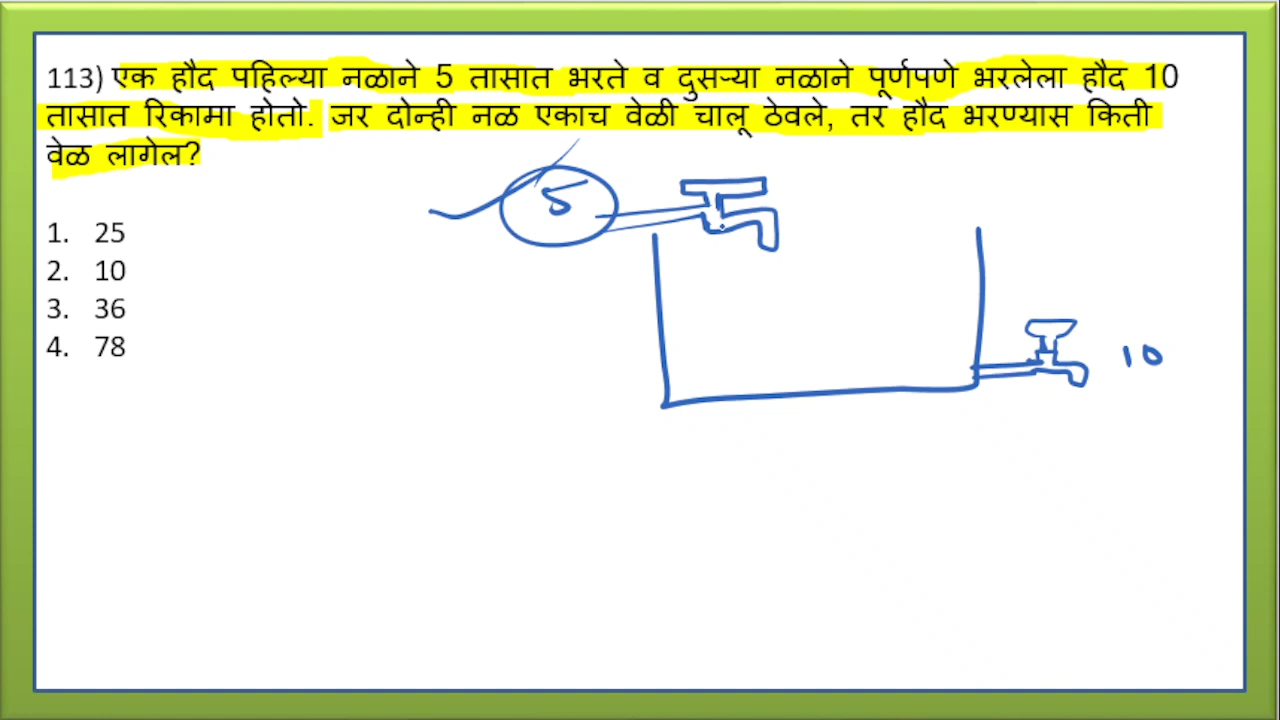 113) एक हौद पहिल्या नळाने 5 तासात भरते व दुसऱ्या नळाने पूर्णपणे भरलेला हौद 10
तासात रिकामा होतो. जर दोन्ही नळ एकाच वेळी चालू ठेवले, तर हौद भरण्यास किती
वेळ लागेल?
5
1. 25
2. 10
3. 36
4. 78
10